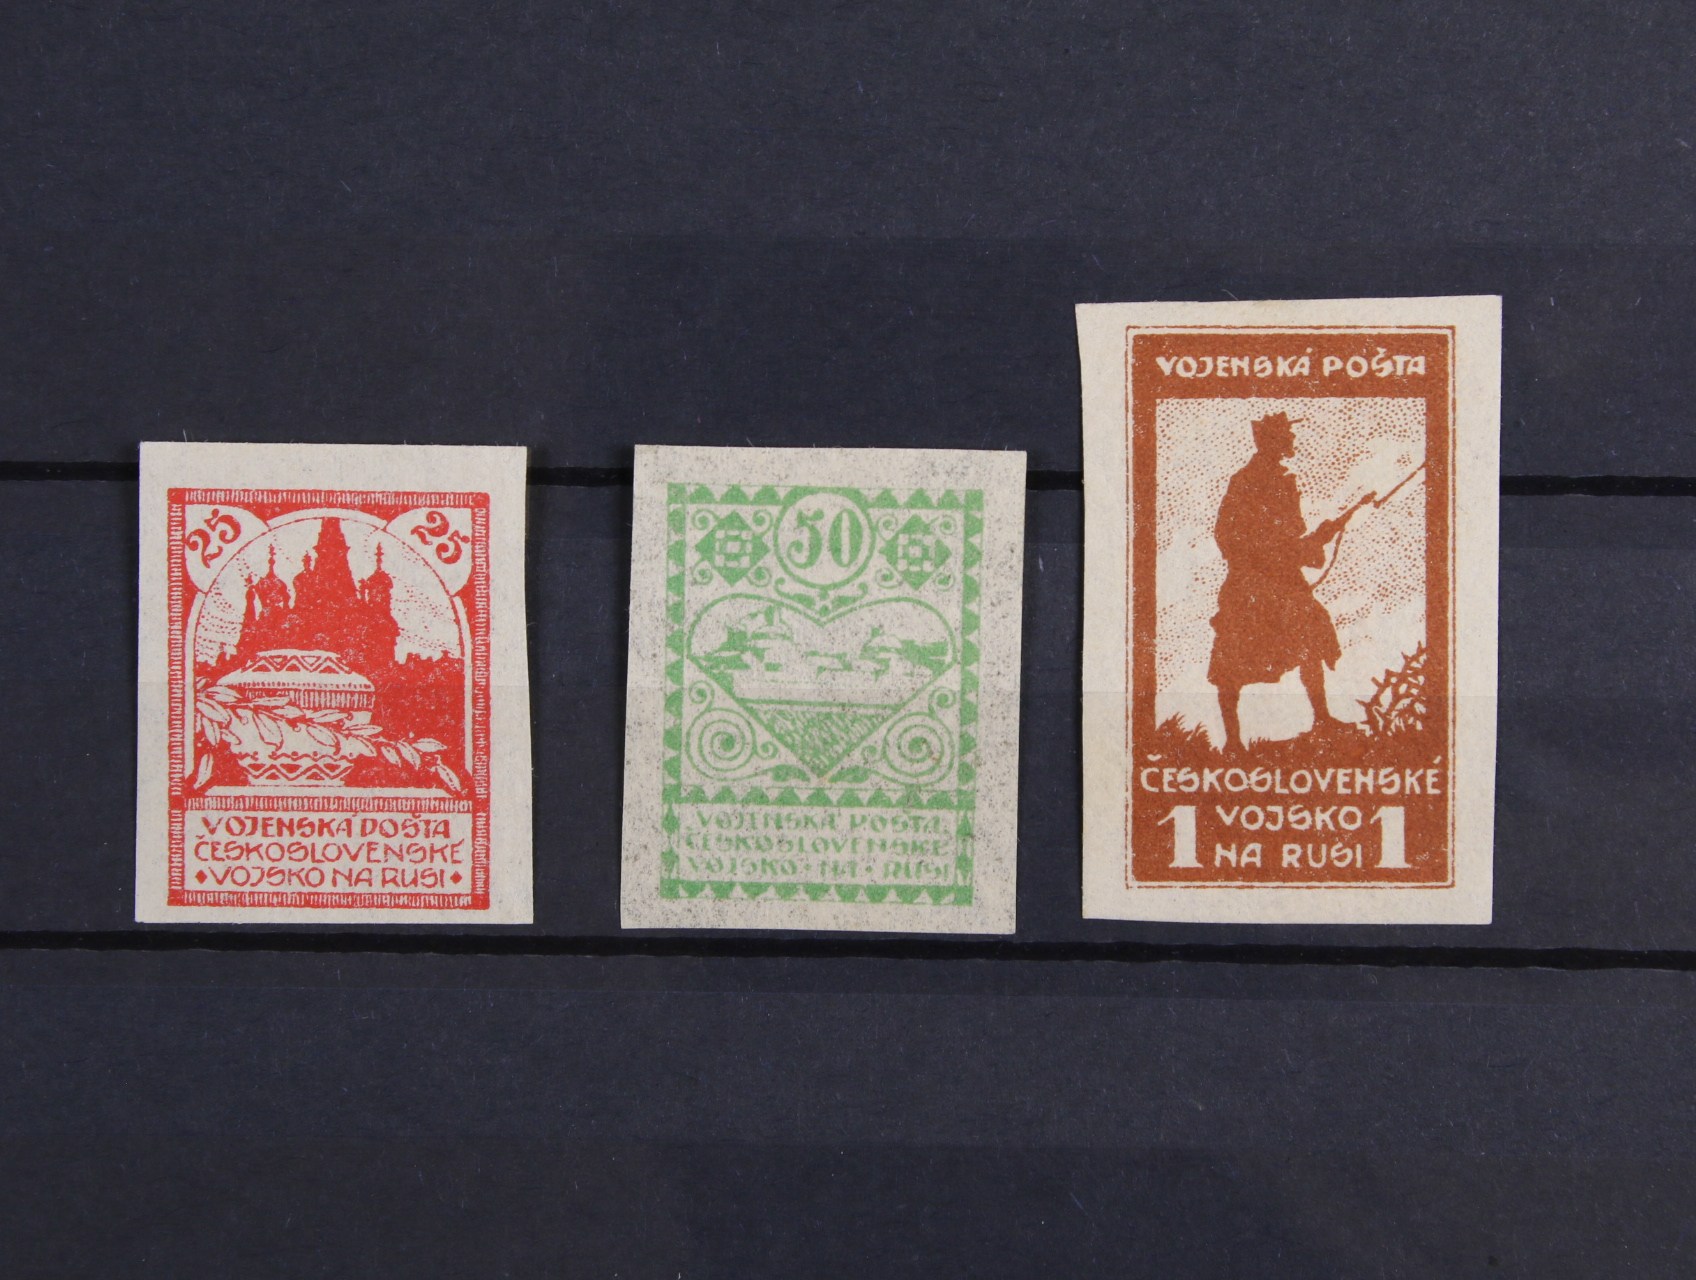 25 25
VOJENSKÁ POŠTA
ČESKOSLOVENSKÉ
VOJSKO NA RUSI
50
VOJENSKÁ POŠTA
ČESKOSLOVENSKÉ
VOJSKO · NA · RUSI
VOJENSKÁ POŠTA
ČESKOSLOVENSKÉ
1 VOJSKO 1
NA RUSI